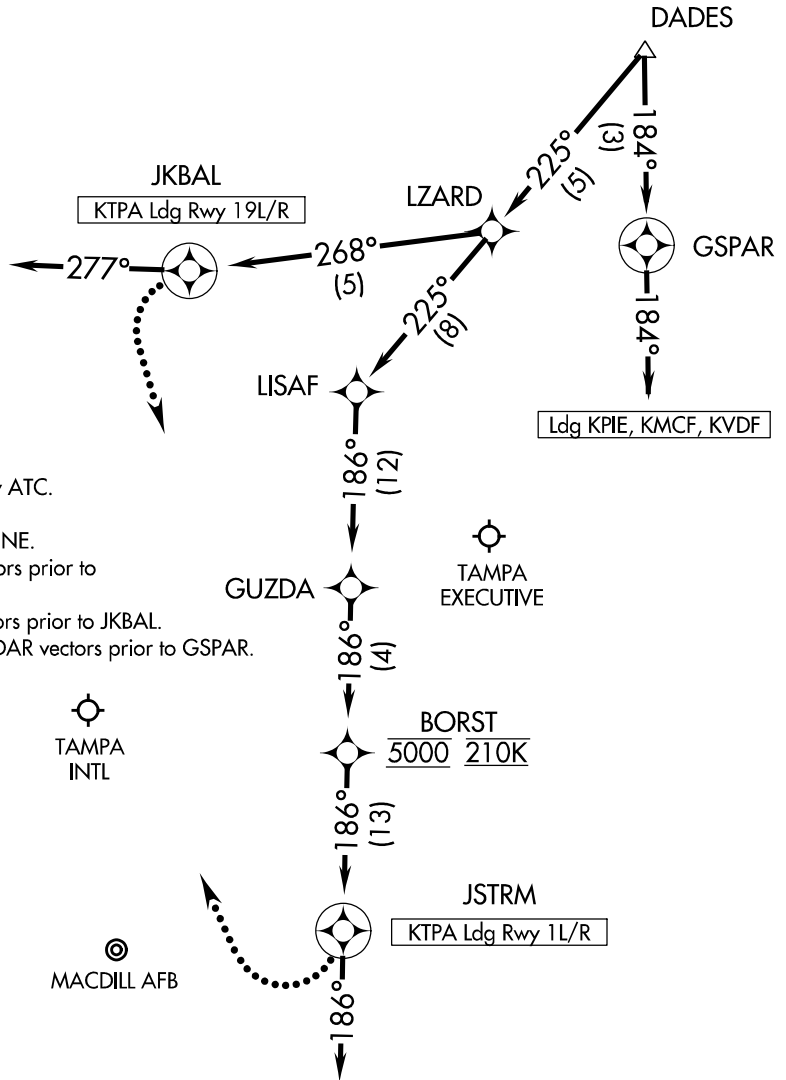 DADES
184°
(3)
225°
(5)
JKBAL
KTPA Ldg Rwy 19L/R
LZARD
GSPAR
277°
268°
(5)
225°
(8)
184°
LISAF
Ldg KPIE, KMCF, KVDF
186°
(12)
ATC.
NE.
ors prior to
ors prior to JKBAL.
DAR vectors prior to GSPAR.
TAMPA
EXECUTIVE
GUZDA
186°
(4)
TAMPA
INTL
BORST
5000 210K
186°
(13)
JSTRM
KTPA Ldg Rwy 1L/R
MACDILL AFB
186°